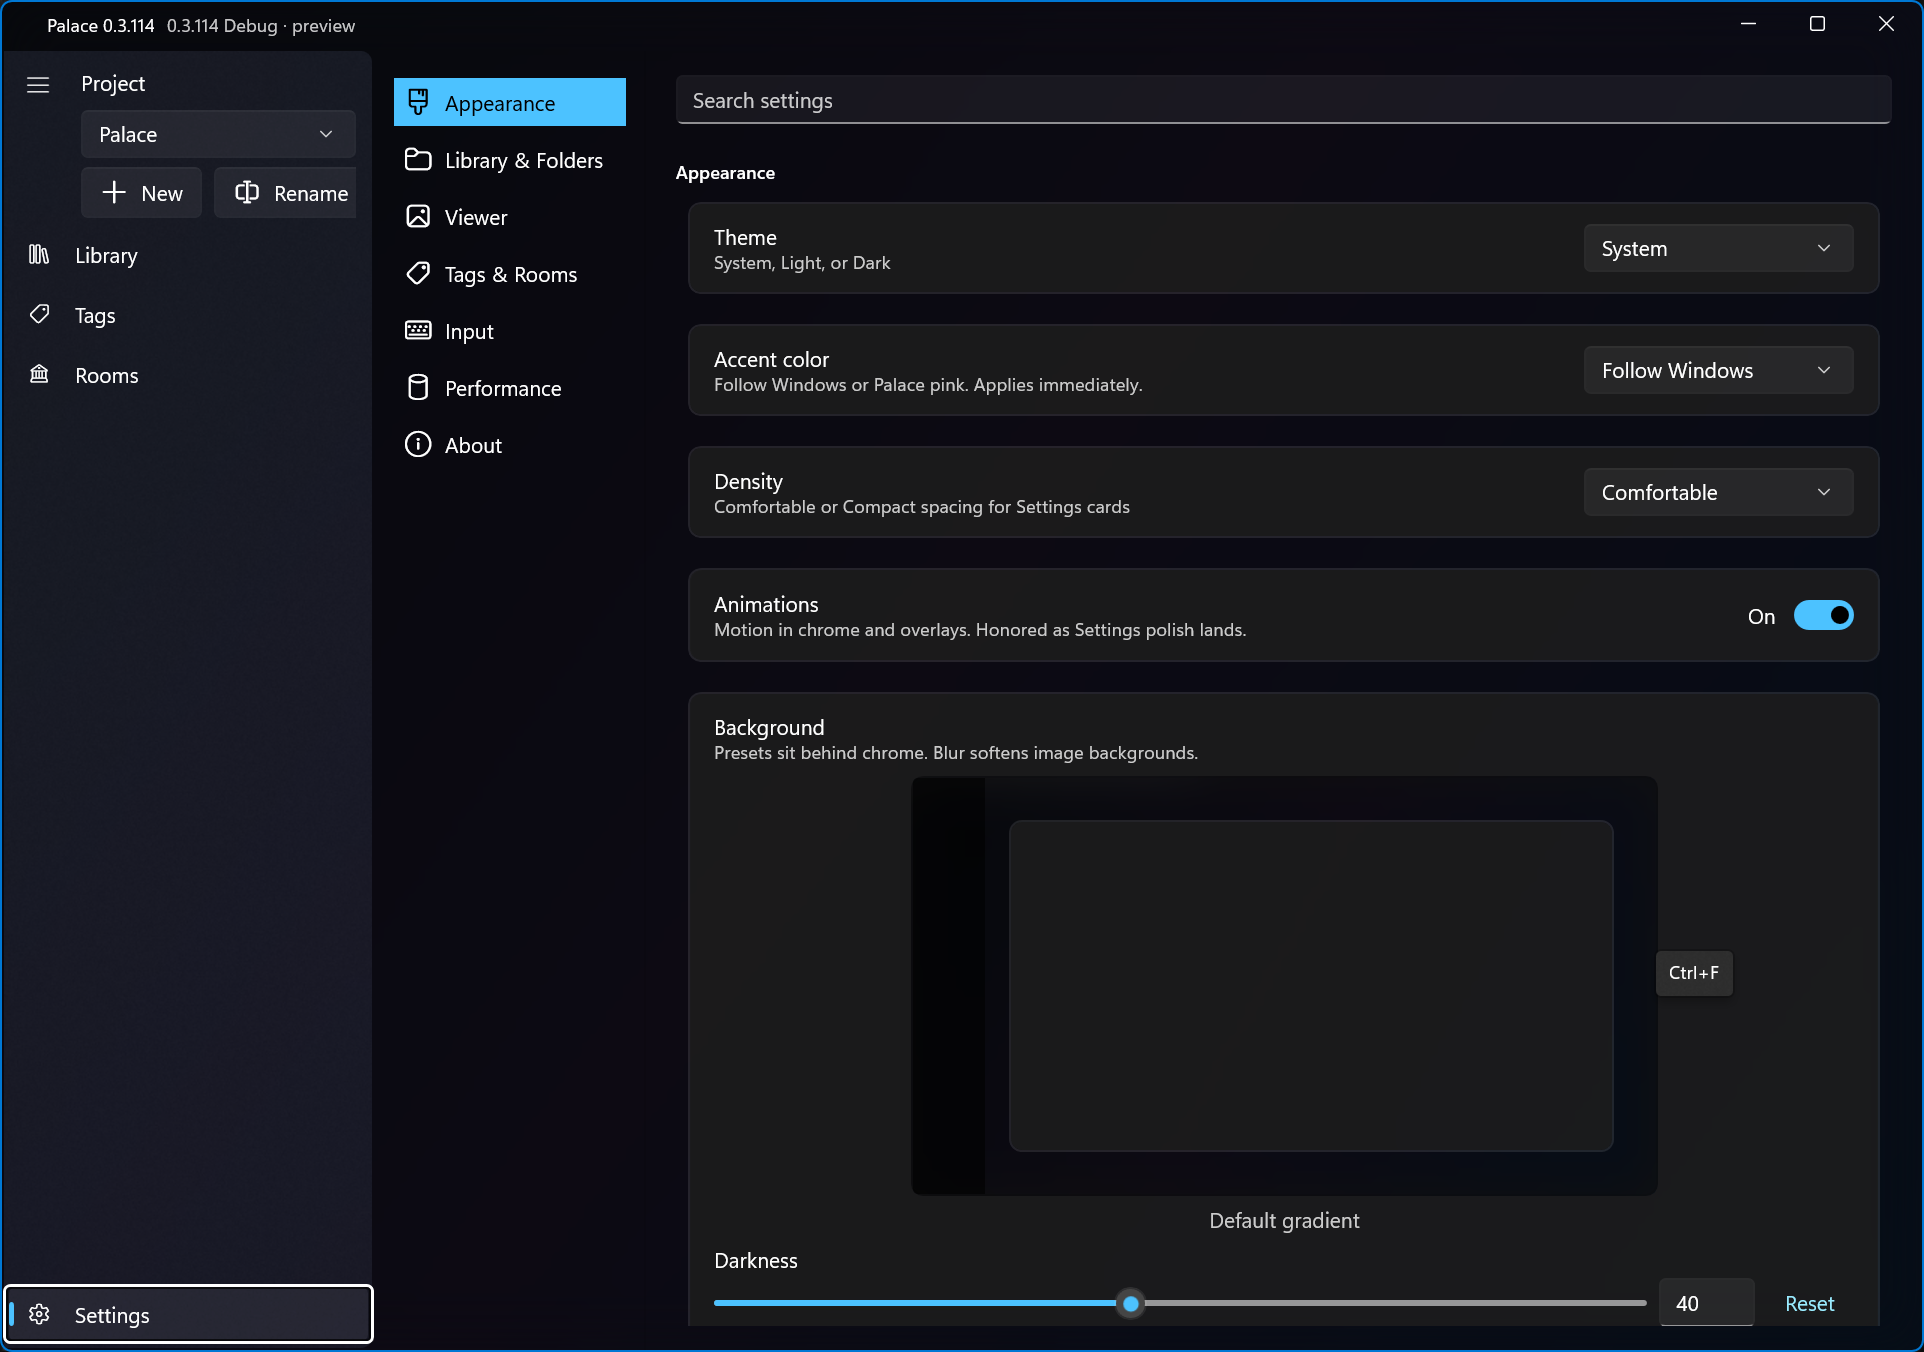 Palace 0.3.114 0.3.114 Debug · preview
Project
Palace
New Rename
Library
Tags
Rooms
Settings
Appearance
Library & Folders
Viewer
Tags & Rooms
Input
Performance
About
Search settings
Appearance
Theme
System, Light, or Dark
System
Accent color
Follow Windows or Palace pink. Applies immediately.
Follow Windows
Density
Comfortable or Compact spacing for Settings cards
Comfortable
Animations
Motion in chrome and overlays. Honored as Settings polish lands.
On
Background
Presets sit behind chrome. Blur softens image backgrounds.
Ctrl+F
Default gradient
Darkness
40 Reset